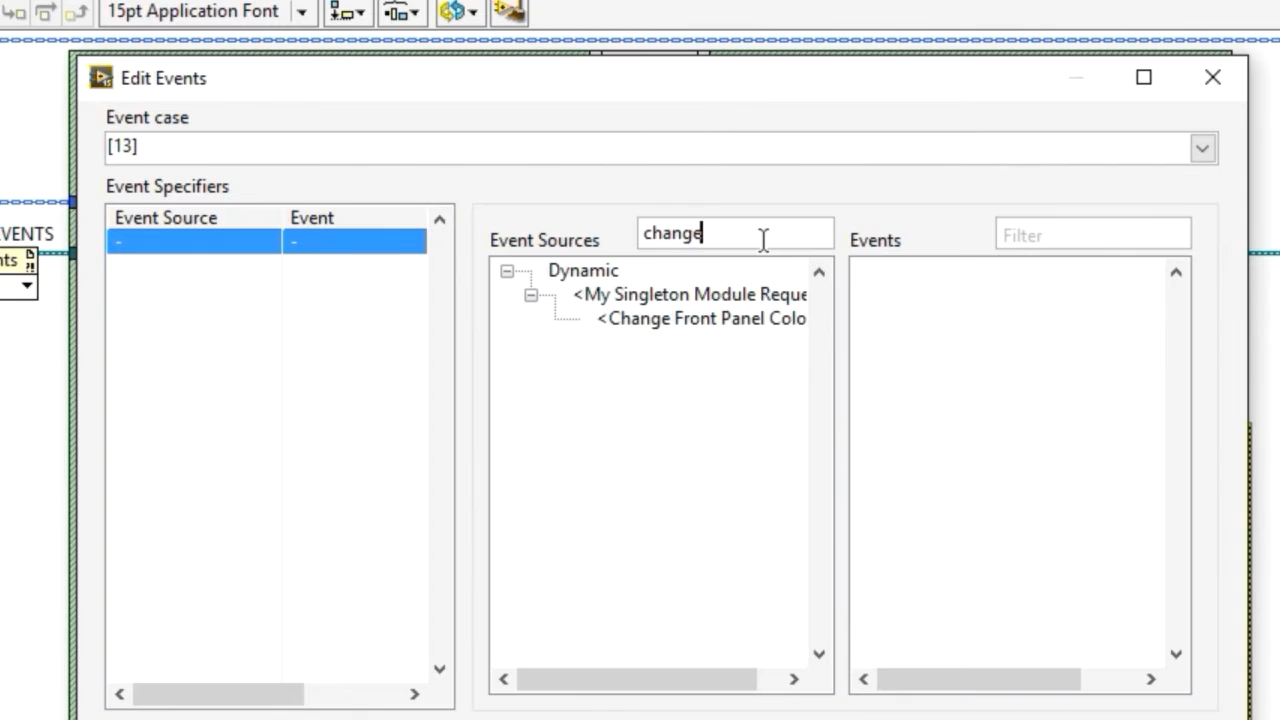 15pt Application Font
Edit Events
Event case
[13]
Event Specifiers
Event Source Event
- -
Event Sources change
Dynamic
<My Singleton Module Reque
<Change Front Panel Colo
Events Filter
VENTS
nts